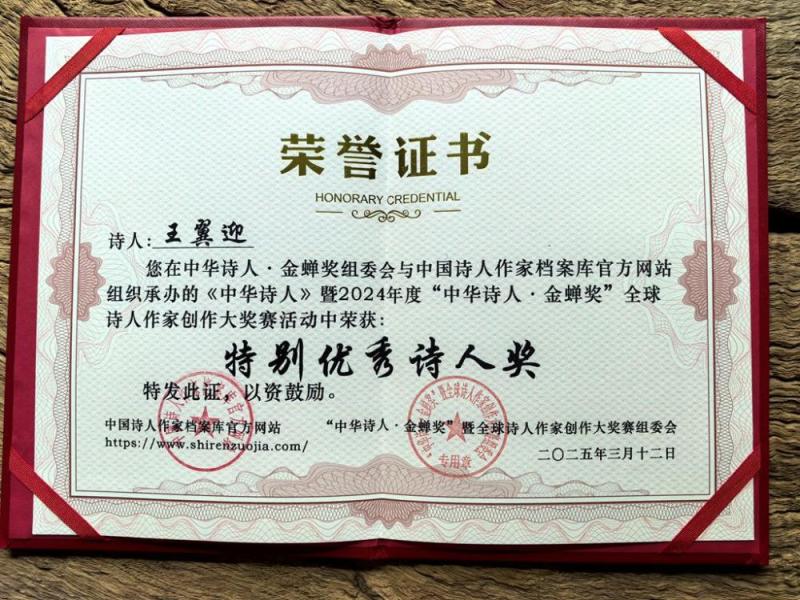 荣誉证书
HONORARY CREDENTIAL
诗人:王翼迎
您在中华诗人·金蝉奖组委会与中国诗人作家档案库官方网站
组织承办的《中华诗人》暨2024年度“中华诗人·金蝉奖”全球
诗人作家创作大奖赛活动中荣获:
特别优秀诗人奖
特发此证，以资鼓励。
中国诗人作家档案库官方网站
https://www.shirenzuojia.com/
“中华诗人·金蝉奖”暨全球诗人作家创作大奖赛组委会
二〇二五年三月十二日
专用章